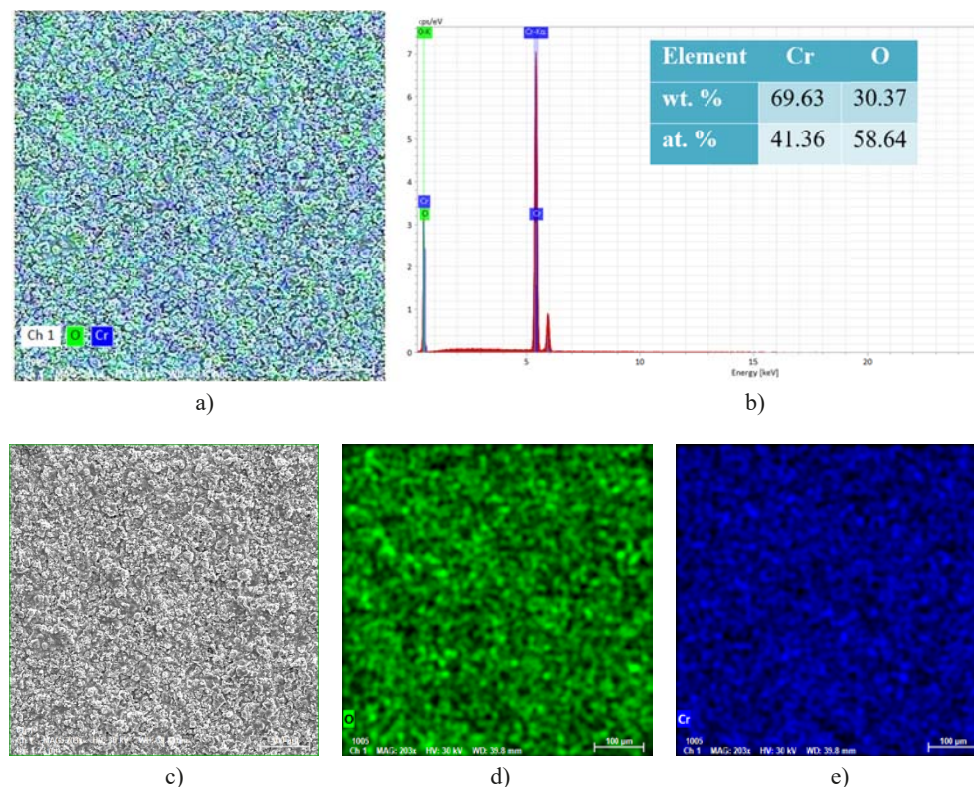 Ch 1 O Cr
a)
cps/eV
7
6
5
4
3
2
1
0
O-K
Cr
O
Cr-Kα
Cr
5
10
15
20
Energy [keV]
Element Cr O
wt. % 69.63 30.37
at. % 41.36 58.64
b)
c)
O
1005
Ch 1 MAG: 203x HV: 30 kV WD: 39.8 mm
100 µm
d)
Cr
1005
Ch 1 MAG: 203x HV: 30 kV WD: 39.8 mm
100 µm
e)